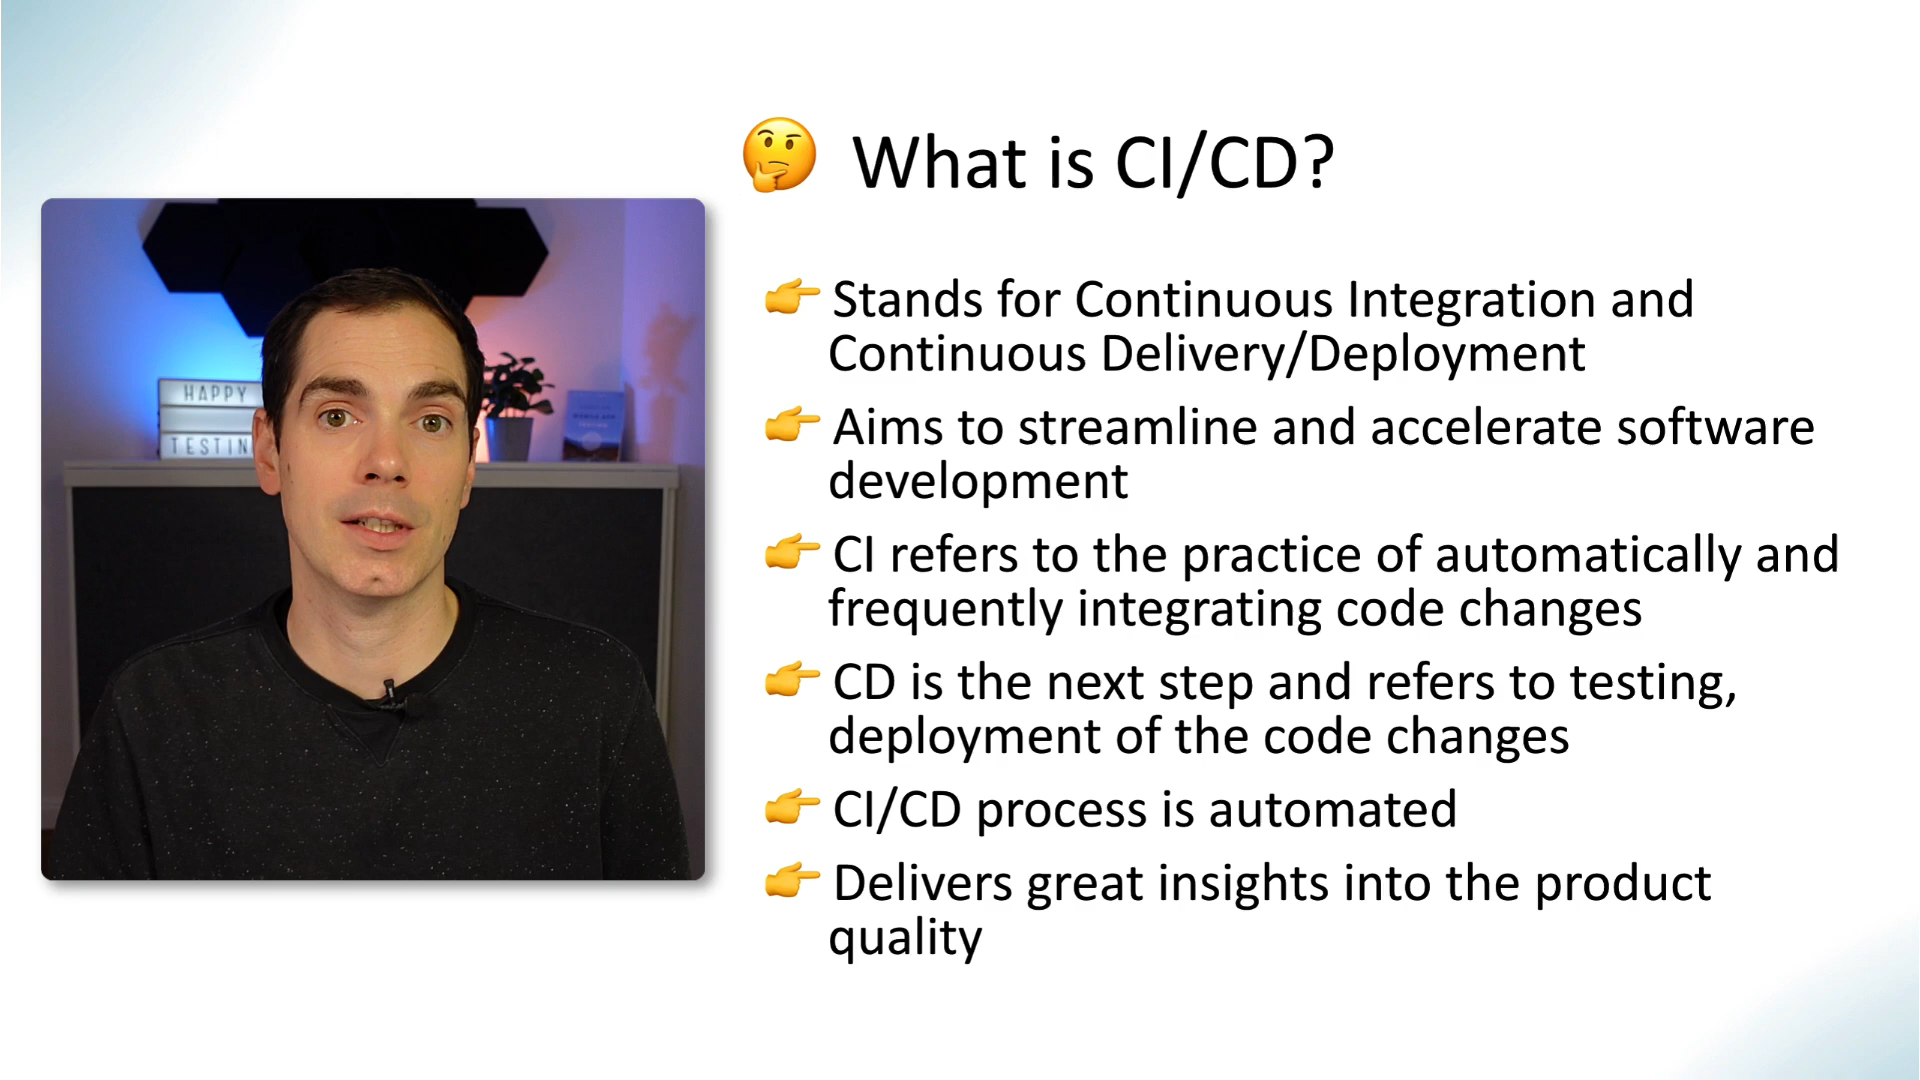 🤔 What is CI/CD?
👉 Stands for Continuous Integration and
Continuous Delivery/Deployment
👉 Aims to streamline and accelerate software
development
👉 CI refers to the practice of automatically and
frequently integrating code changes
👉 CD is the next step and refers to testing,
deployment of the code changes
👉 CI/CD process is automated
👉 Delivers great insights into the product
quality
HAPPY
TESTIN